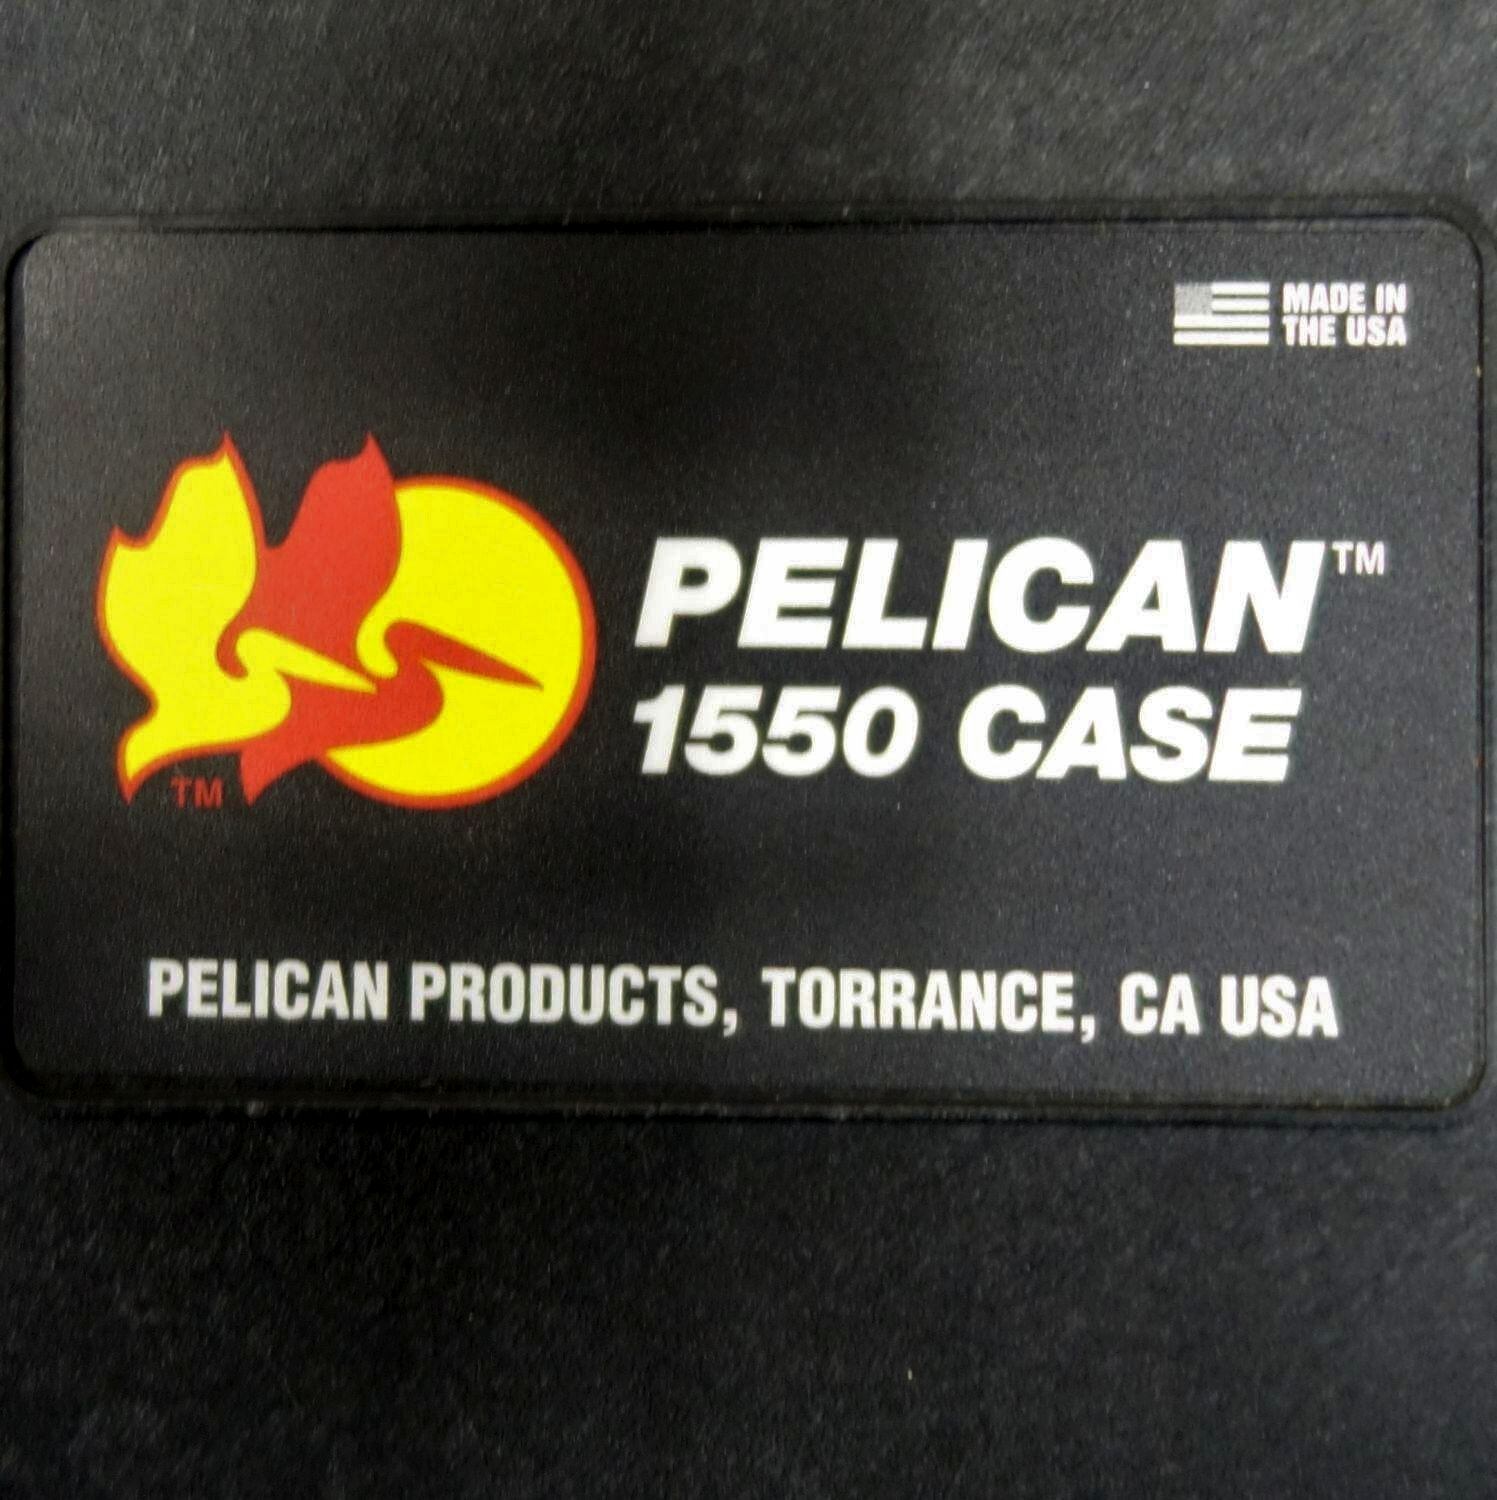 MADE IN
THE USA
PELICAN™
1550 CASE
TM
PELICAN PRODUCTS, TORRANCE, CA USA